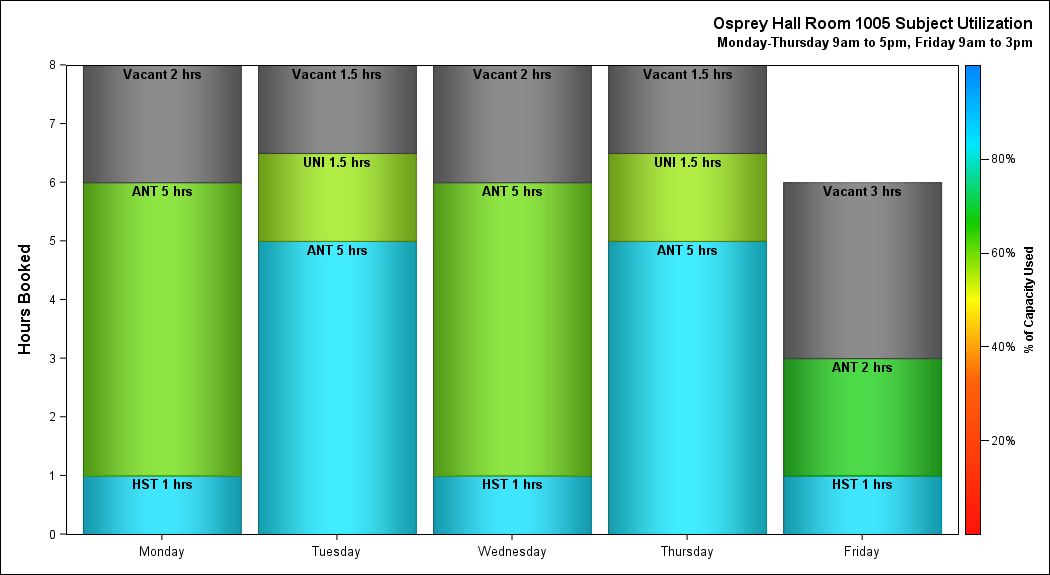 Osprey Hall Room 1005 Subject Utilization
Monday-Thursday 9am to 5pm, Friday 9am to 3pm
Hours Booked
8
7
6
5
4
3
2
1
0
Vacant 2 hrs
ANT 5 hrs
HST 1 hrs
Vacant 1.5 hrs
UNI 1.5 hrs
ANT 5 hrs
Vacant 2 hrs
ANT 5 hrs
HST 1 hrs
Vacant 1.5 hrs
UNI 1.5 hrs
ANT 5 hrs
Vacant 3 hrs
ANT 2 hrs
HST 1 hrs
Monday
Tuesday
Wednesday
Thursday
Friday
80%
60%
40%
20%
% of Capacity Used